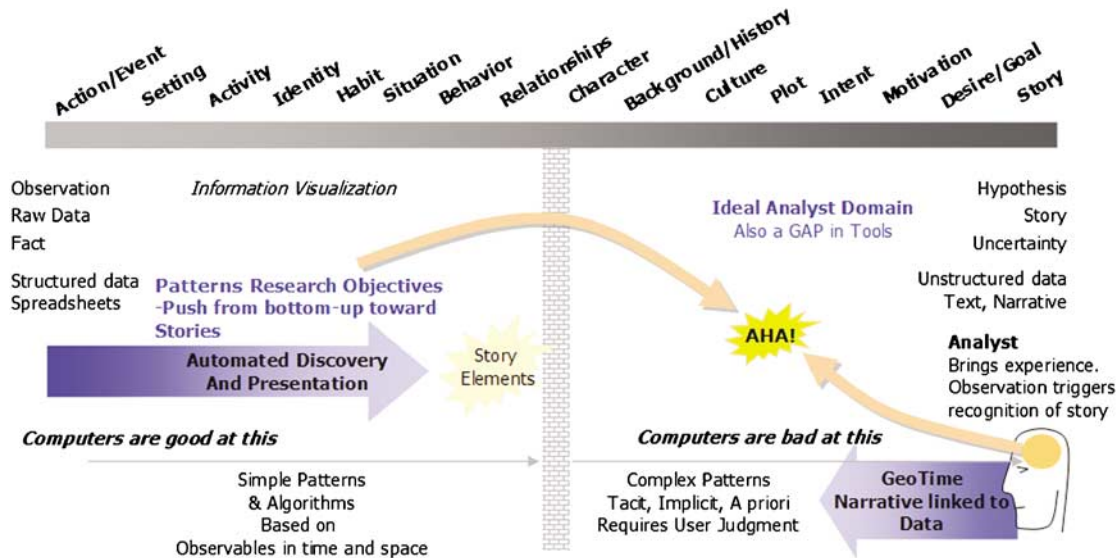 Action/Event
Setting
Activity
Identity
Habit
Situation
Behavior
Relationships
Character
Background/History
Culture
Plot
Intent
Motivation
Desire/Goal
Story
Observation
Raw Data
Fact
Structured data
Spreadsheets
Information Visualization
Patterns Research Objectives
-Push from bottom-up toward
Stories
Automated Discovery
And Presentation
Story
Elements
Ideal Analyst Domain
Also a GAP in Tools
AHA!
Hypothesis
Story
Uncertainty
Unstructured data
Text, Narrative
Analyst
Brings experience.
Observation triggers
recognition of story
Computers are good at this
Simple Patterns
& Algorithms
Based on
Observables in time and space
Computers are bad at this
Complex Patterns
Tacit, Implicit, A priori
Requires User Judgment
GeoTime
Narrative linked to
Data